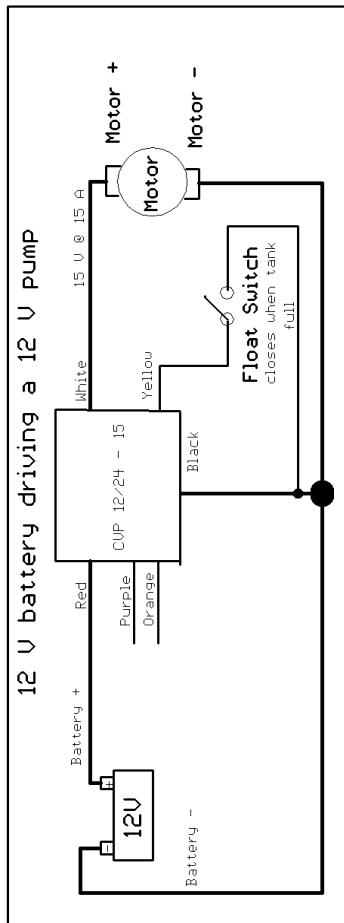 12 V battery driving a 12 V pump
Motor +
Motor -
Motor
15 V @ 15 A
White
Yellow
CVP 12/24 - 15
Black
Red
Purple
Orange
Float Switch
closes when tank
full
Battery +
+
-
12V
Battery -